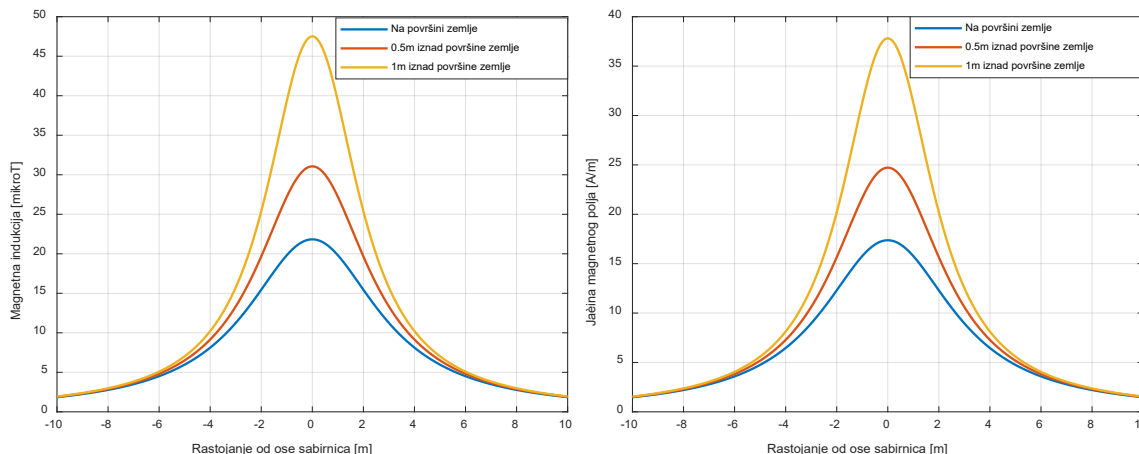 50
45
40
35
30
25
20
15
10
5
0
Magnetna indukcija [mikroT]
Na površini zemlje
0.5m iznad površine zemlje
1m iznad površine zemlje
-10 -8 -6 -4 -2 0 2 4 6 8 10
Rastojanje od ose sabirnica [m]
40
35
30
25
20
15
10
5
0
Jaèina magnetnog polja [A/m]
Na površini zemlje
0.5m iznad površine zemlje
1m iznad površine zemlje
-10 -8 -6 -4 -2 0 2 4 6 8
Rastojanje od ose sabirnica [m]